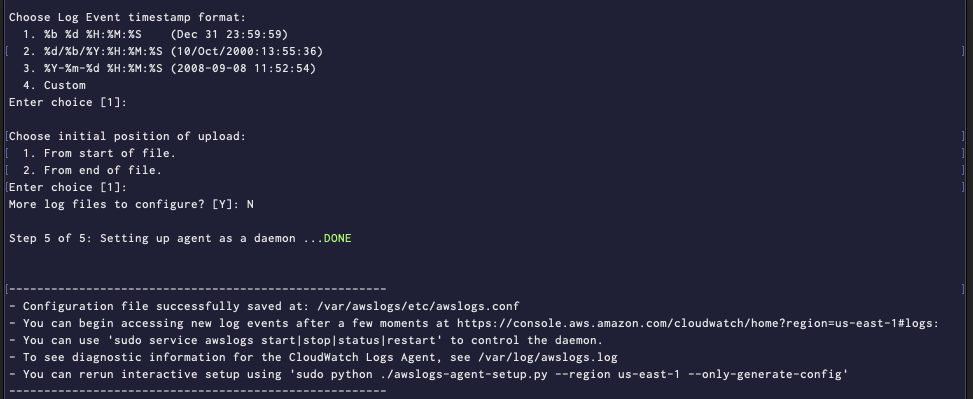 Choose Log Event timestamp format:
  1. %b %d %H:%M:%S    (Dec 31 23:59:59)
[ 2. %d/%b/%Y:%H:%M:%S (10/Oct/2000:13:55:36) ]
  3. %Y-%m-%d %H:%M:%S (2008-09-08 11:52:54)
  4. Custom
Enter choice [1]:
[Choose initial position of upload: ]
[ 1. From start of file. ]
[ 2. From end of file. ]
[Enter choice [1]: ]
More log files to configure? [Y]: N
Step 5 of 5: Setting up agent as a daemon ...DONE
[------------------------------------------------------ ]
- Configuration file successfully saved at: /var/awslogs/etc/awslogs.conf
- You can begin accessing new log events after a few moments at https://console.aws.amazon.com/cloudwatch/home?region=us-east-1#logs:
- You can use 'sudo service awslogs start|stop|status|restart' to control the daemon.
- To see diagnostic information for the CloudWatch Logs Agent, see /var/log/awslogs.log
- You can rerun interactive setup using 'sudo python ./awslogs-agent-setup.py --region us-east-1 --only-generate-config'
------------------------------------------------------